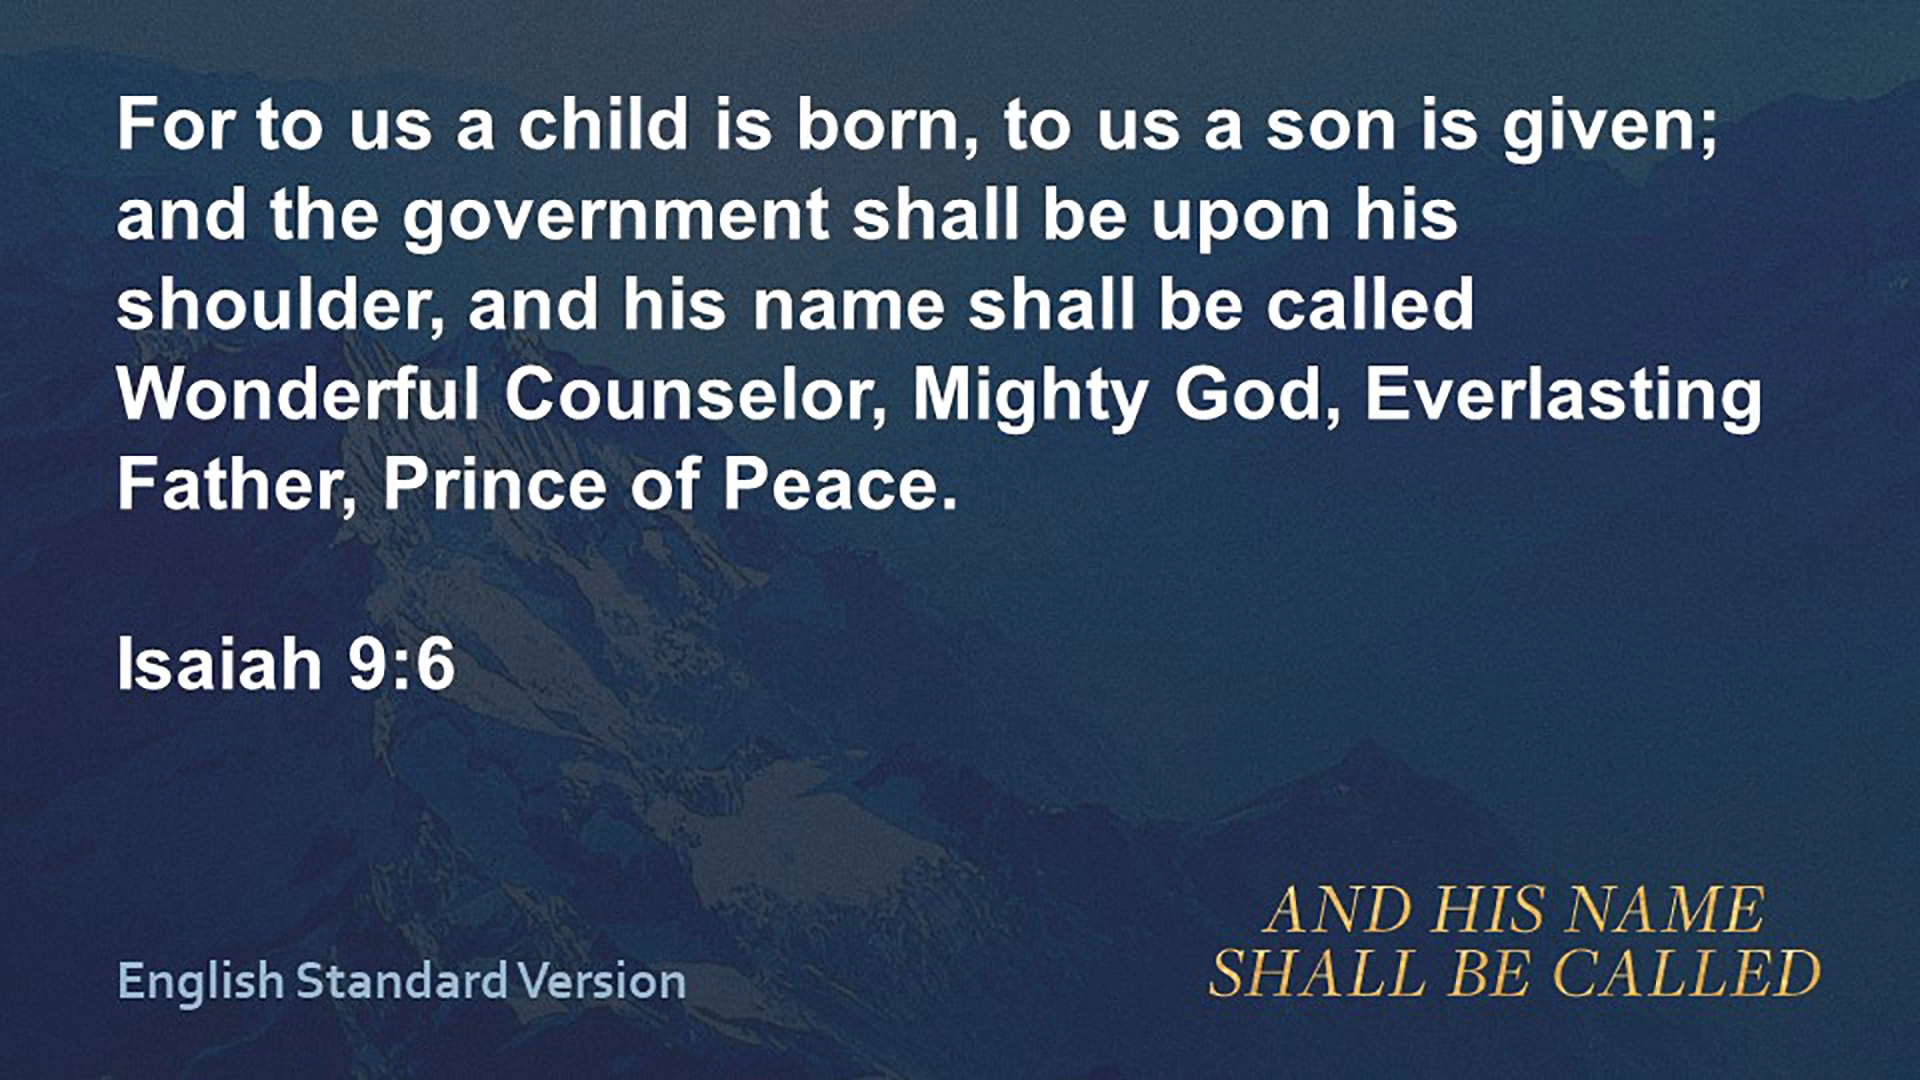 For to us a child is born, to us a son is given;
and the government shall be upon his
shoulder, and his name shall be called
Wonderful Counselor, Mighty God, Everlasting
Father, Prince of Peace.
Isaiah 9:6
English Standard Version
AND HIS NAME
SHALL BE CALLED